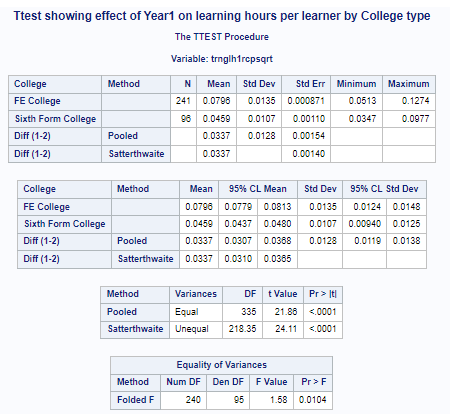 Ttest showing effect of Year1 on learning hours per learner by College type
The TTEST Procedure
Variable: trnglh1rcpsqrt
College Method N Mean Std Dev Std Err Minimum Maximum
FE College 241 0.0796 0.0135 0.000871 0.0513 0.1274
Sixth Form College 96 0.0459 0.0107 0.00110 0.0347 0.0977
Diff (1-2) Pooled 0.0337 0.0128 0.00154
Diff (1-2) Satterthwaite 0.0337 0.00140
College Method Mean 95% CL Mean Std Dev 95% CL Std Dev
FE College 0.0796 0.0779 0.0813 0.0135 0.0124 0.0148
Sixth Form College 0.0459 0.0437 0.0480 0.0107 0.00940 0.0125
Diff (1-2) Pooled 0.0337 0.0307 0.0368 0.0128 0.0119 0.0138
Diff (1-2) Satterthwaite 0.0337 0.0310 0.0365
Method Variances DF t Value Pr > |t|
Pooled Equal 335 21.86 <.0001
Satterthwaite Unequal 218.35 24.11 <.0001
Equality of Variances
Method Num DF Den DF F Value Pr > F
Folded F 240 95 1.58 0.0104